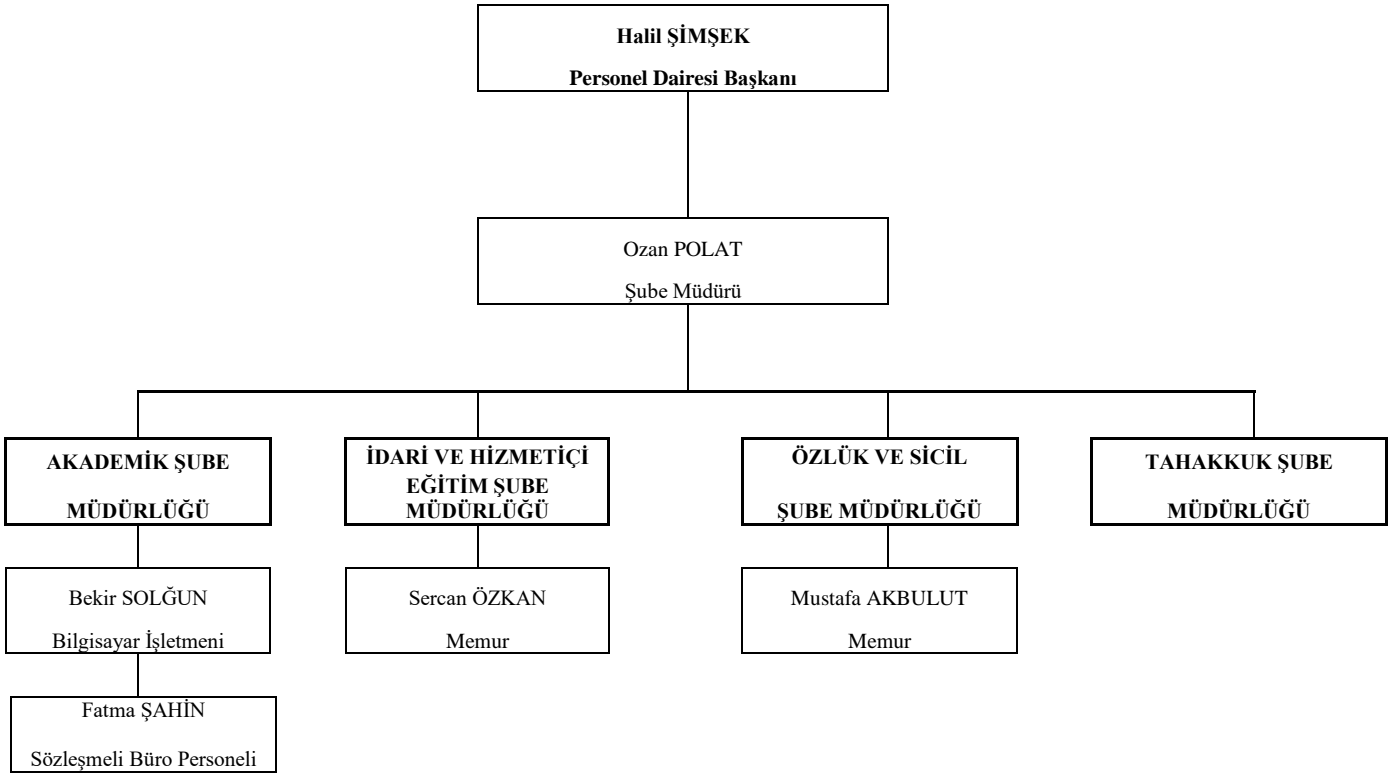 Halil ŞİMŞEK
Personel Dairesi Başkanı
Ozan POLAT
Şube Müdürü
AKADEMİK ŞUBE
MÜDÜRLÜĞÜ
İDARİ VE HİZMETİÇİ
EĞİTİM ŞUBE
MÜDÜRLÜĞÜ
ÖZLÜK VE SİCİL
ŞUBE MÜDÜRLÜĞÜ
TAHAKKUK ŞUBE
MÜDÜRLÜĞÜ
Bekir SOLĞUN
Bilgisayar İşletmeni
Sercan ÖZKAN
Memur
Mustafa AKBULUT
Memur
Fatma ŞAHİN
Sözleşmeli Büro Personeli